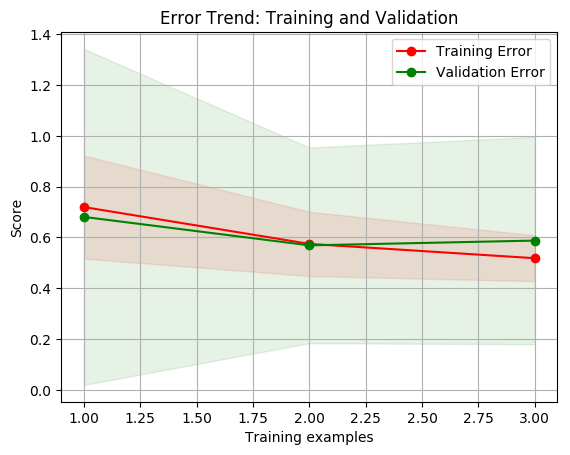 Error Trend: Training and Validation
1.4
1.2
1.0
0.8
0.6
0.4
0.2
0.0
Score
Training Error
Validation Error
1.00 1.25 1.50 1.75 2.00 2.25 2.50 2.75 3.00
Training examples